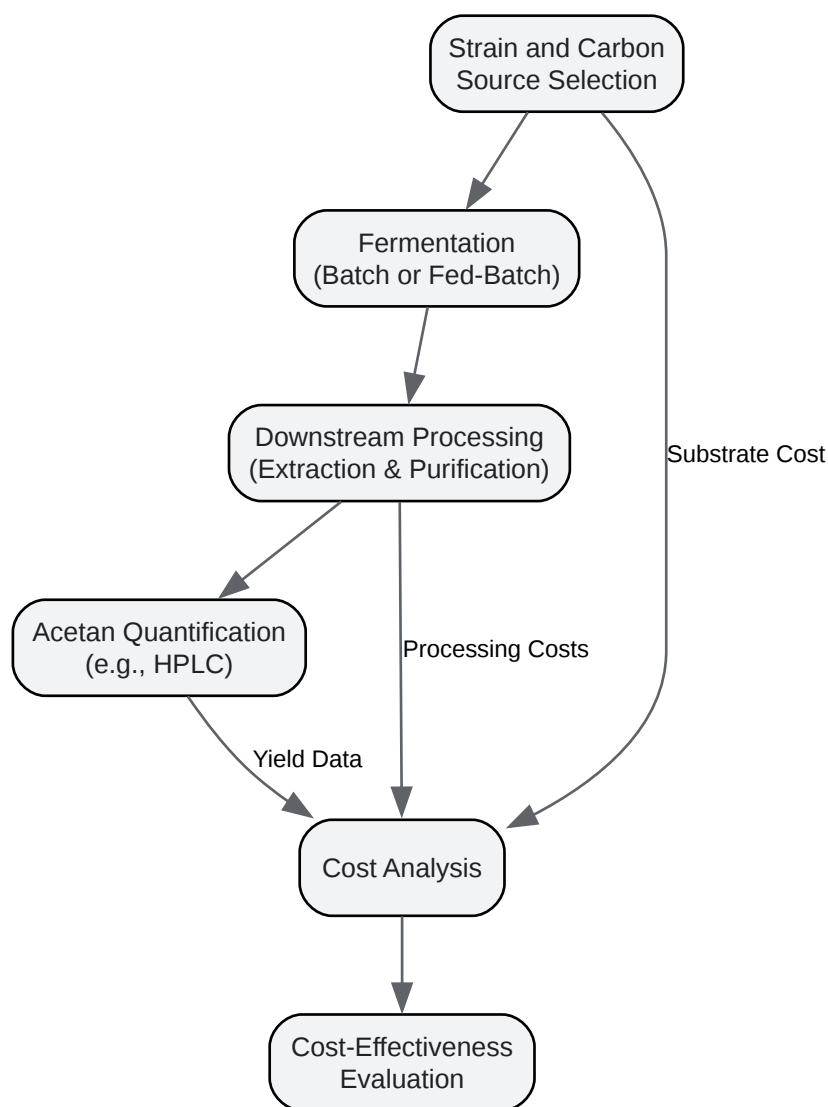 Strain and Carbon
Source Selection
Fermentation
(Batch or Fed-Batch)
Downstream Processing
(Extraction & Purification)
Substrate Cost
Acetan Quantification
(e.g., HPLC)
Processing Costs
Yield Data
Cost Analysis
Cost-Effectiveness
Evaluation